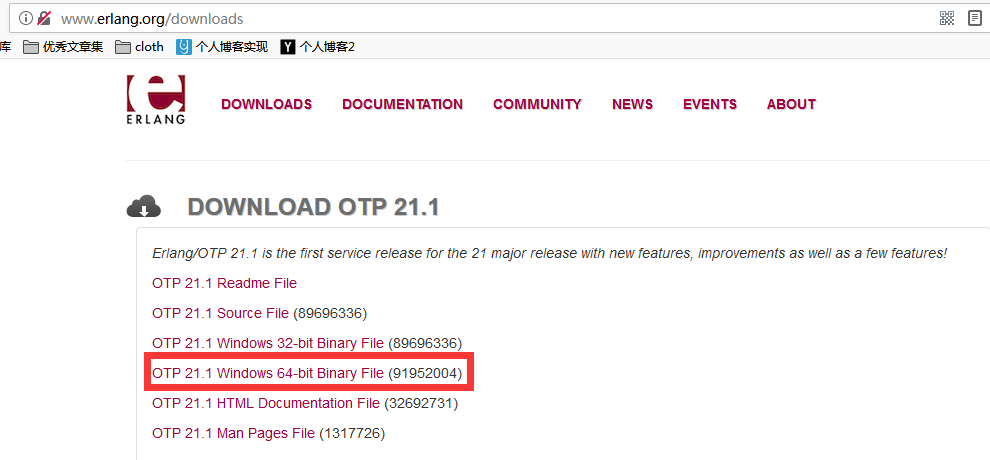 www.erlang.org/downloads
库 优秀文章集 cloth 个人博客实现 Y 个人博客2
e
ERLANG
DOWNLOADS DOCUMENTATION COMMUNITY NEWS EVENTS ABOUT
DOWNLOAD OTP 21.1
Erlang/OTP 21.1 is the first service release for the 21 major release with new features, improvements as well as a few features!
OTP 21.1 Readme File
OTP 21.1 Source File (89696336)
OTP 21.1 Windows 32-bit Binary File (89696336)
OTP 21.1 Windows 64-bit Binary File (91952004)
OTP 21.1 HTML Documentation File (32692731)
OTP 21.1 Man Pages File (1317726)